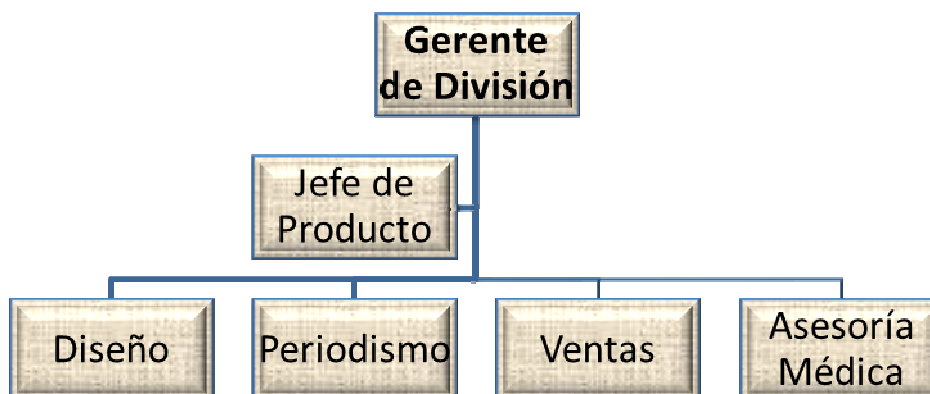 Gerente
de División
Jefe de
Producto
Diseño
Periodismo
Ventas
Asesoría
Médica